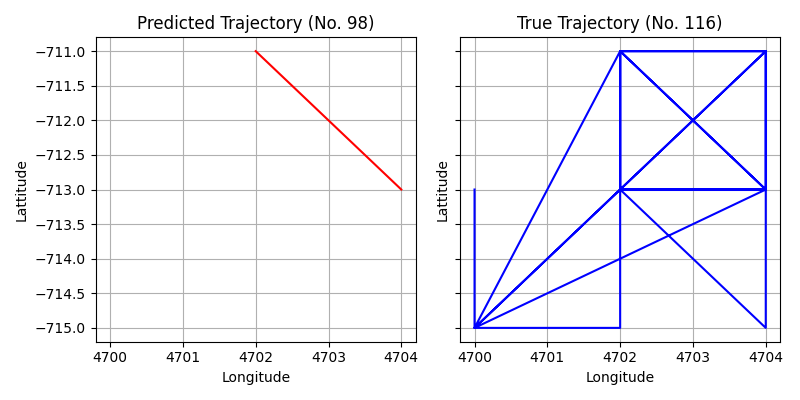 Predicted Trajectory (No. 98)
True Trajectory (No. 116)
−711.0
−711.5
−712.0
−712.5
−713.0
−713.5
−714.0
−714.5
−715.0
Lattitude
Lattitude
4700 4701 4702 4703 4704
4700 4701 4702 4703 4704
Longitude
Longitude